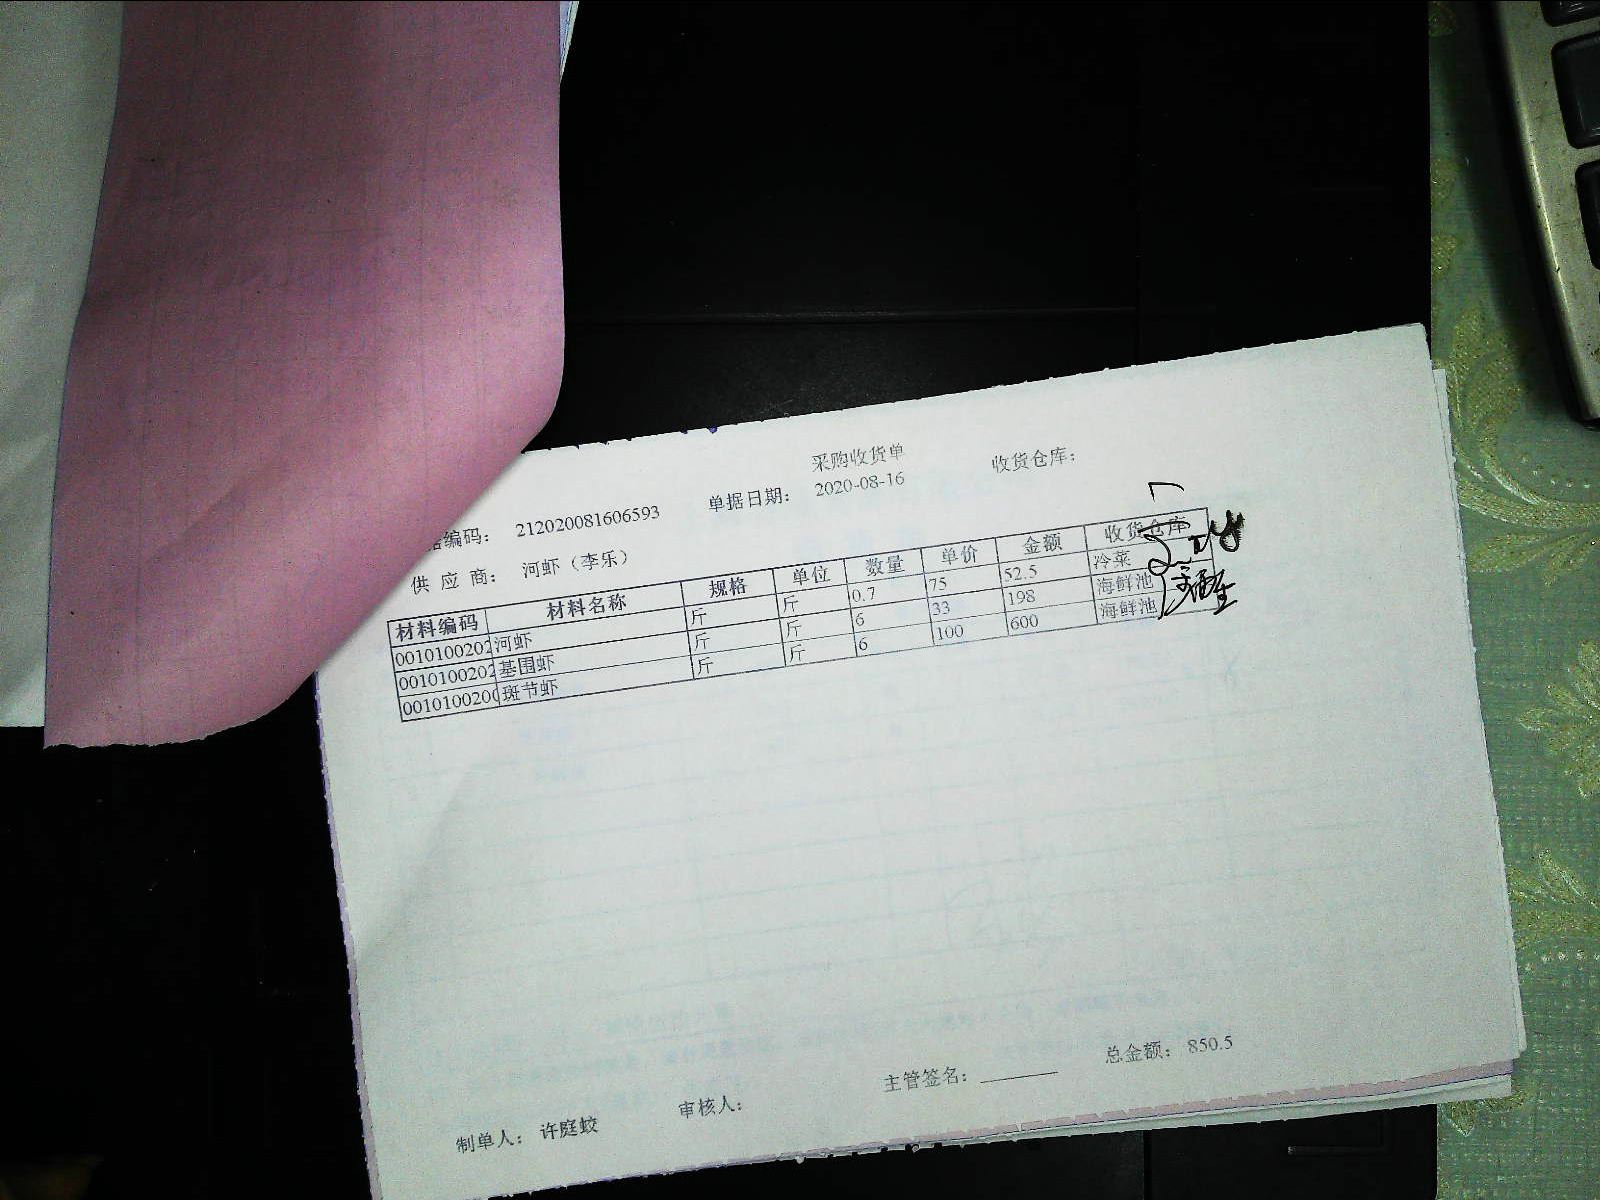 采购收货单
编码： 212020081606593 单据日期： 2020-08-16 收货仓库：
供 应 商： 河虾（李乐）
材料编码 材料名称 规格 单位 数量 单价 金额 收货仓库
001010020 河虾 斤 斤 0.7 75 52.5 冷菜
001010020 基围虾 斤 斤 6 33 198 海鲜池
001010020 斑节虾 斤 斤 6 100 600 海鲜池
制单人： 许庭蛟 审核人： 主管签名： 总金额： 850.5